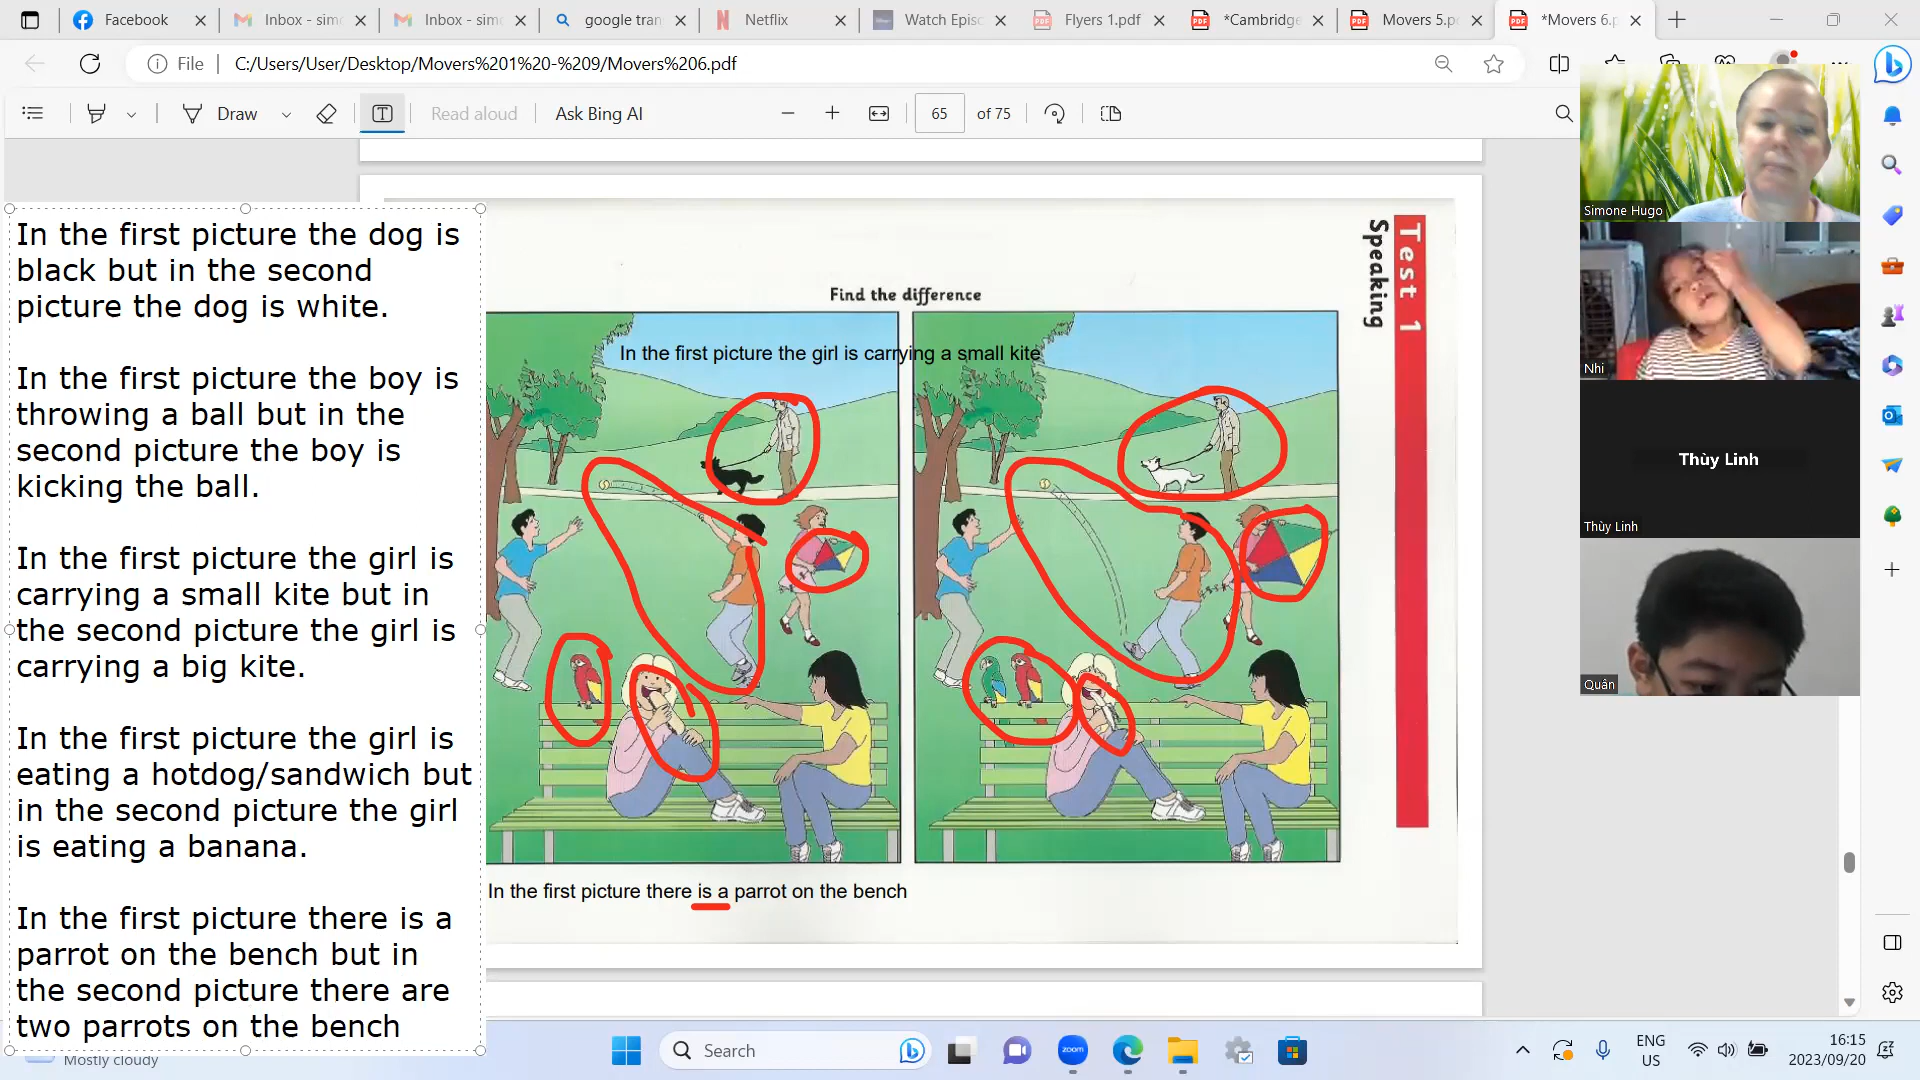 Facebook
Inbox - simo
Inbox - simo
google tran
Netflix
Watch Episo
Flyers 1.pdf
*Cambridge
Movers 5.p
*Movers 6.p
File
C:/Users/User/Desktop/Movers%201%20-%209/Movers%206.pdf
Draw
Read aloud
Ask Bing AI
65
of 75
In the first picture the dog is
black but in the second
picture the dog is white.
In the first picture the boy is
throwing a ball but in the
second picture the boy is
kicking the ball.
In the first picture the girl is
carrying a small kite but in
the second picture the girl is
carrying a big kite.
In the first picture the girl is
eating a hotdog/sandwich but
in the second picture the girl
is eating a banana.
In the first picture there is a
parrot on the bench but in
the second picture there are
two parrots on the bench
Find the difference
In the first picture the girl is carrying a small kite
In the first picture there is a parrot on the bench
Test 1
Speaking
Simone Hugo
Nhi
Thùy Linh
Thùy Linh
Quân
Mostly cloudy
Search
zoom
ENG
US
16:15
2023/09/20